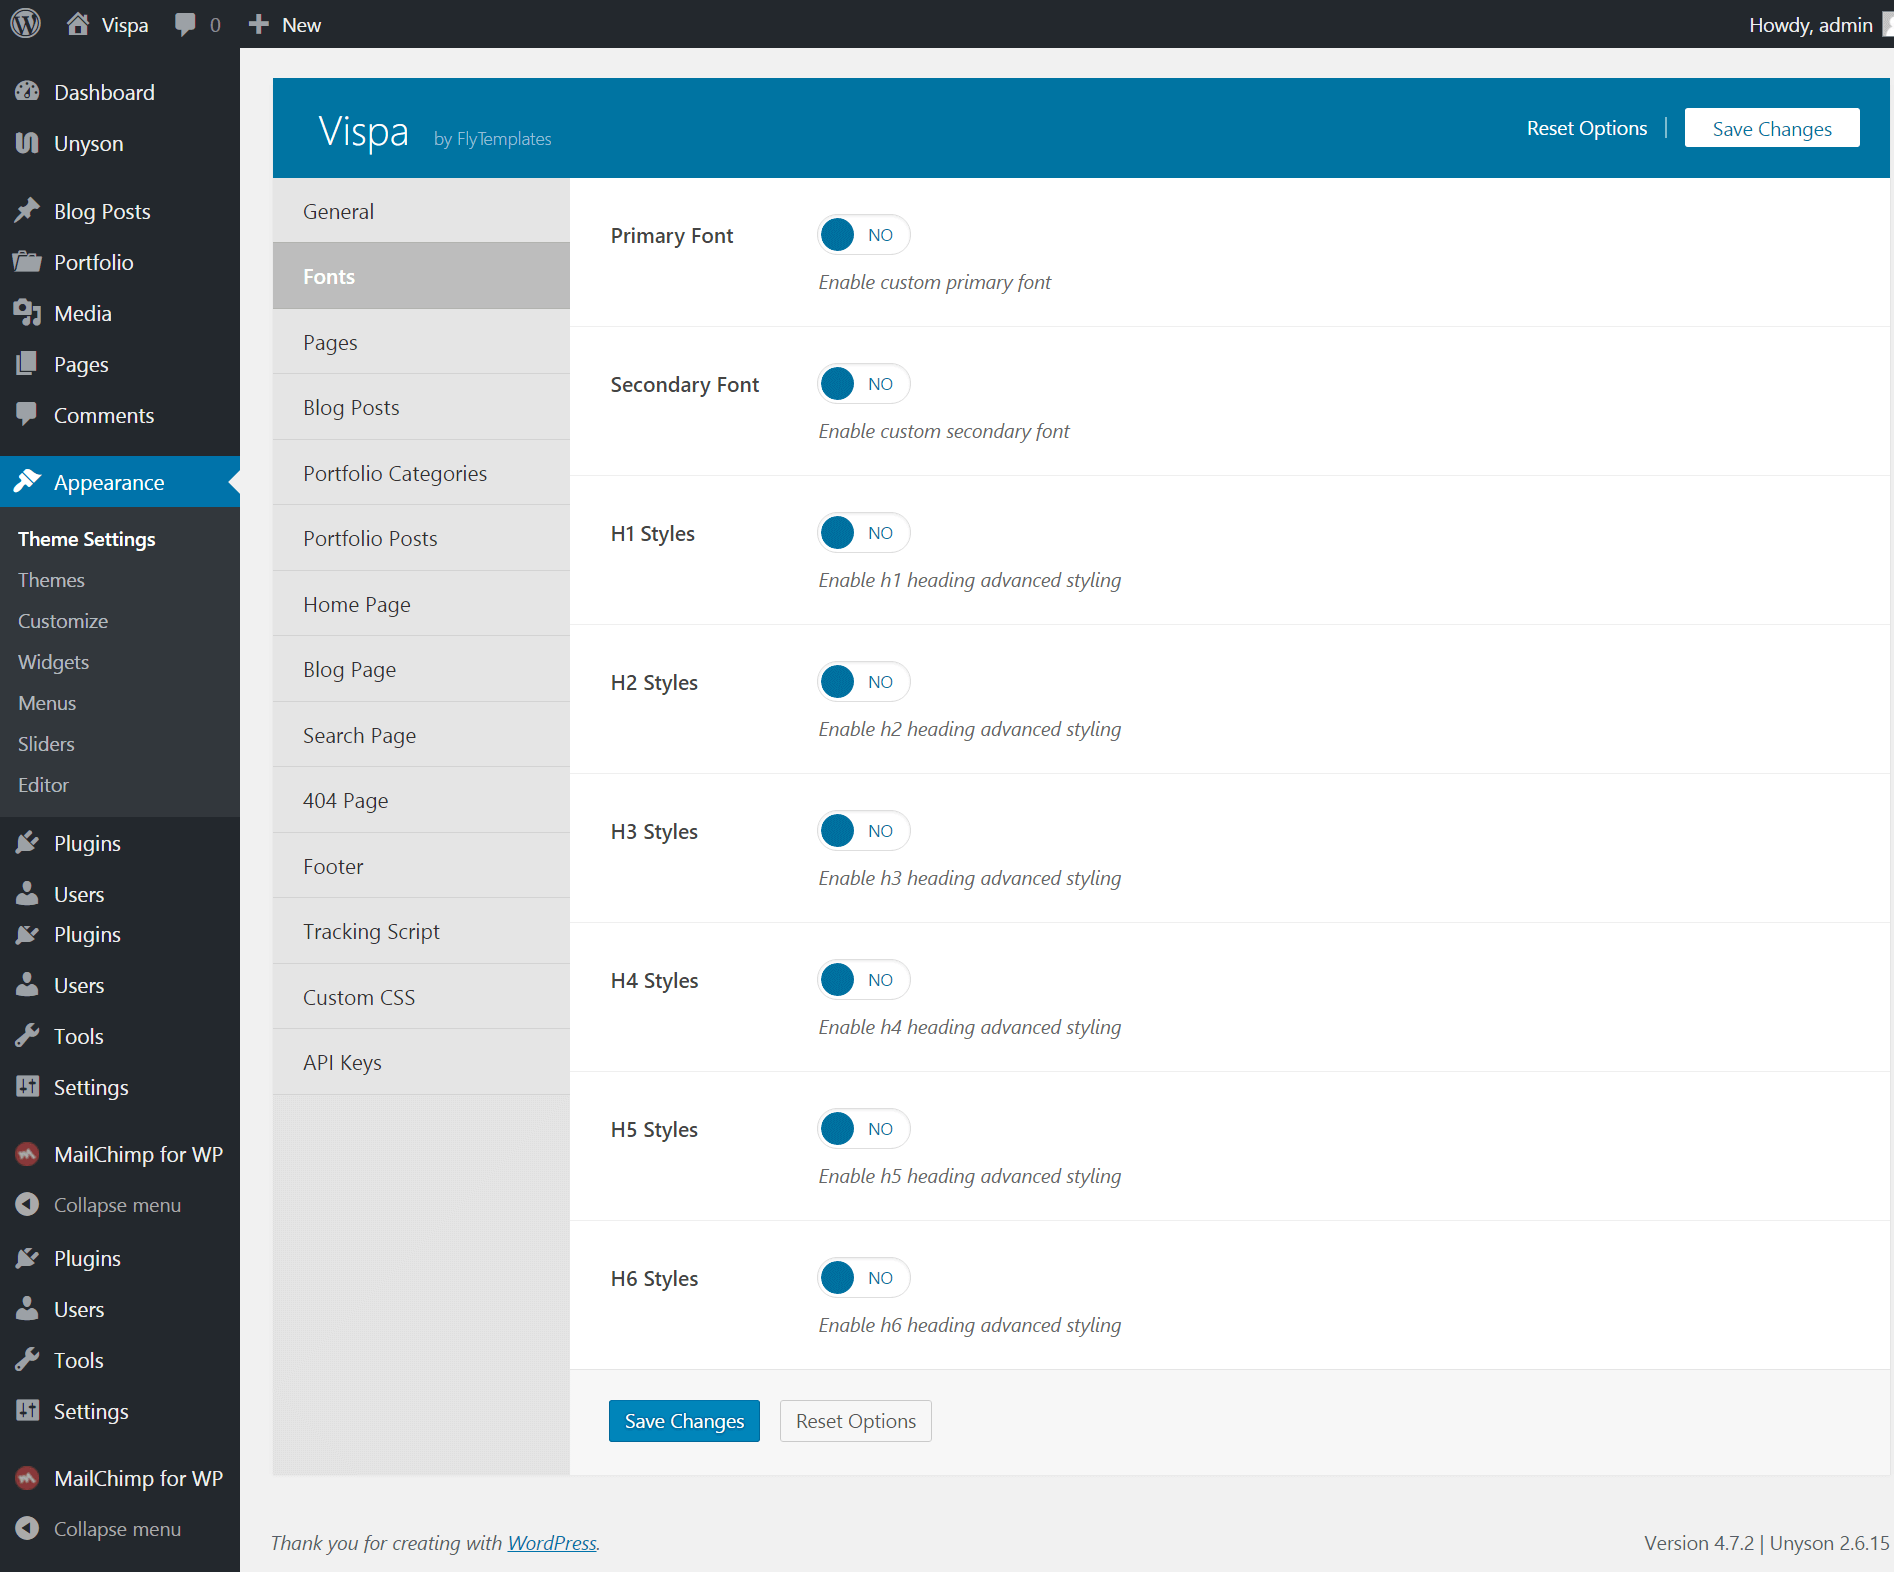 Vispa
0
New
Howdy, admin
Dashboard
Unyson
Blog Posts
Portfolio
Media
Pages
Comments
Appearance
Theme Settings
Themes
Customize
Widgets
Menus
Sliders
Editor
Plugins
Users
Plugins
Users
Tools
Settings
MailChimp for WP
Collapse menu
Plugins
Users
Tools
Settings
MailChimp for WP
Collapse menu
Vispa by FlyTemplates
Reset Options
Save Changes
General
Fonts
Pages
Blog Posts
Portfolio Categories
Portfolio Posts
Home Page
Blog Page
Search Page
404 Page
Footer
Tracking Script
Custom CSS
API Keys
Primary Font
NO
Enable custom primary font
Secondary Font
NO
Enable custom secondary font
H1 Styles
NO
Enable h1 heading advanced styling
H2 Styles
NO
Enable h2 heading advanced styling
H3 Styles
NO
Enable h3 heading advanced styling
H4 Styles
NO
Enable h4 heading advanced styling
H5 Styles
NO
Enable h5 heading advanced styling
H6 Styles
NO
Enable h6 heading advanced styling
Save Changes
Reset Options
Thank you for creating with WordPress.
Version 4.7.2 | Unyson 2.6.15